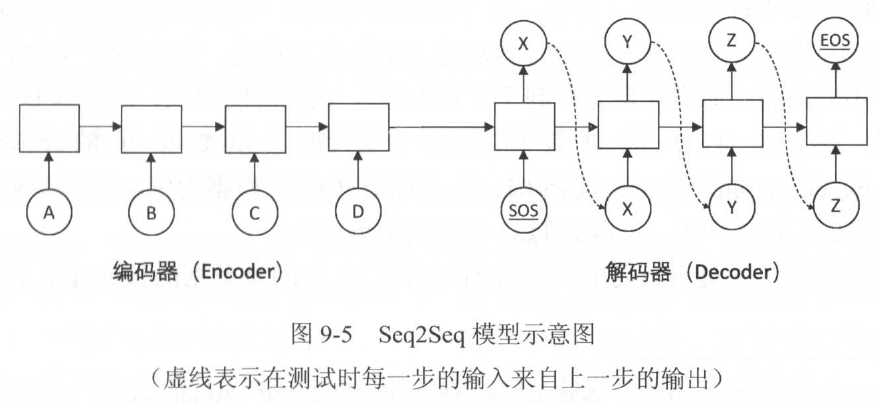 X Y Z EOS
A B C D SOS X Y Z
编码器（Encoder） 解码器（Decoder）
图 9-5 Seq2Seq 模型示意图
（虚线表示在测试时每一步的输入来自上一步的输出）